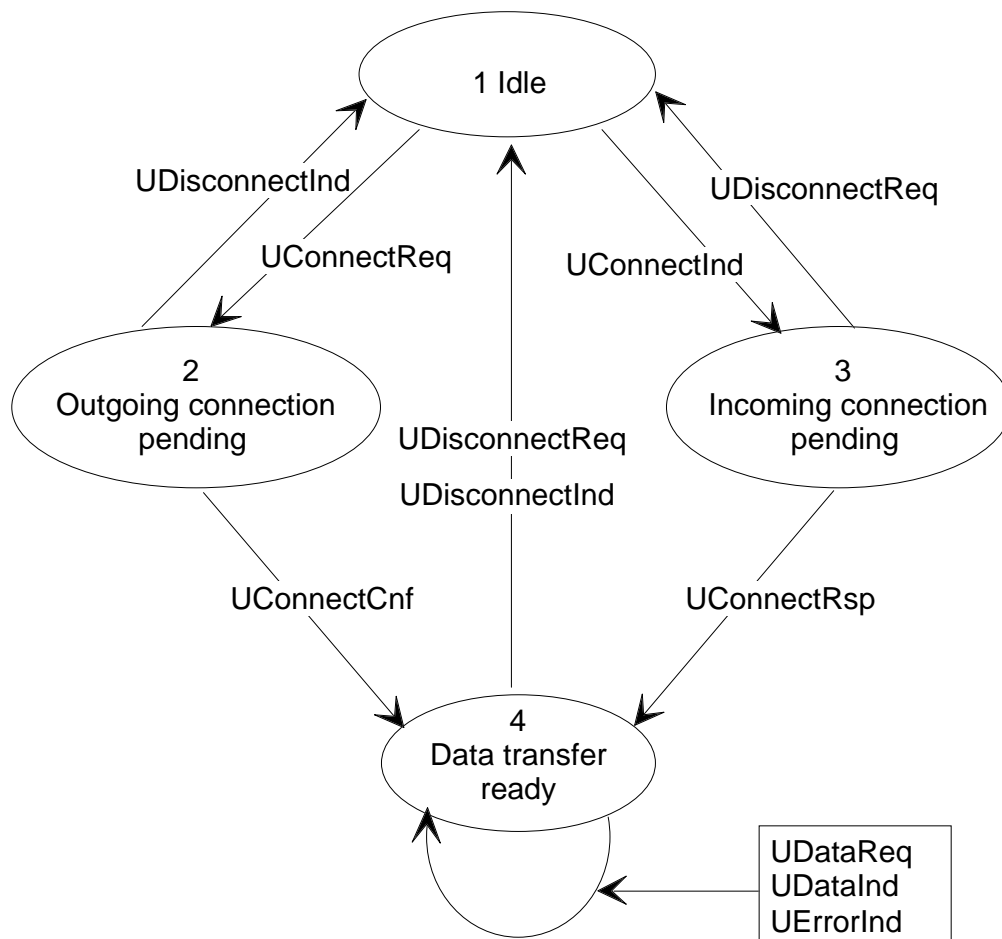 1 Idle
UDisconnectInd
UDisconnectReq
UConnectReq
UConnectInd
2
Outgoing connection
pending
3
Incoming connection
pending
UDisconnectReq
UDisconnectInd
UConnectCnf
UConnectRsp
4
Data transfer
ready
UDataReq
UDataInd
UErrorInd